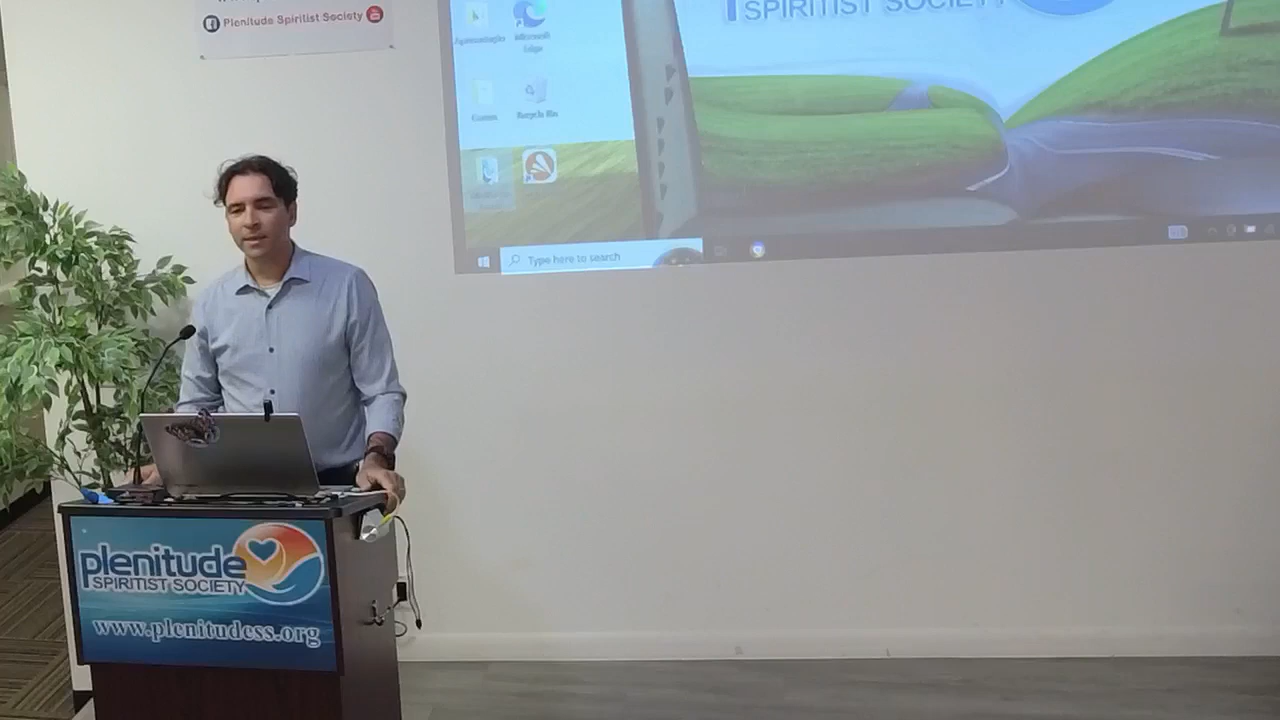 Plenitude Spiritist Society
SPIRITIST SOCIETY
Apresentação
Microsoft
Edge
Recycle Bin
Type here to search
plenitude
SPIRITIST SOCIETY
www.plenitudess.org